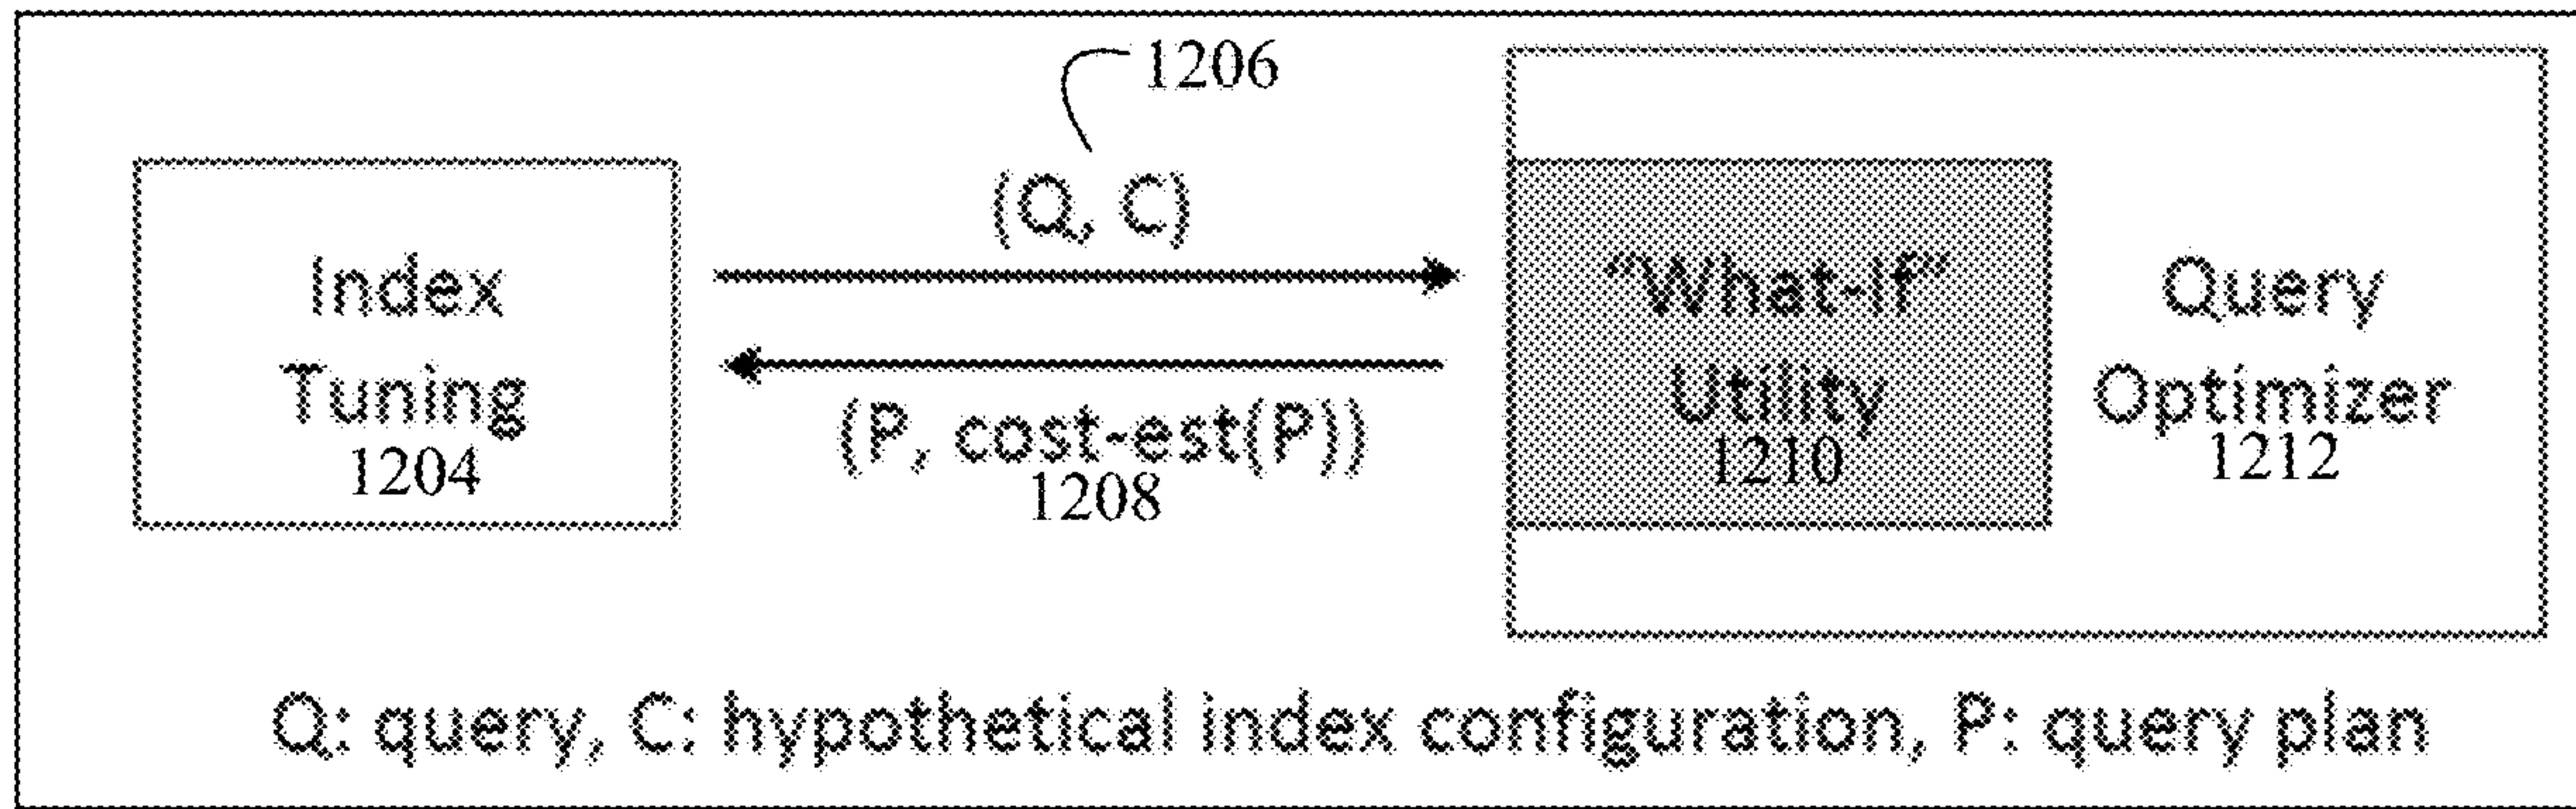 1206
(Q, C)
Index
Tuning
1204
(P, cost-est(P))
1208
“What-If”
Utility
1210
Query
Optimizer
1212
Q: query, C: hypothetical index configuration, P: query plan